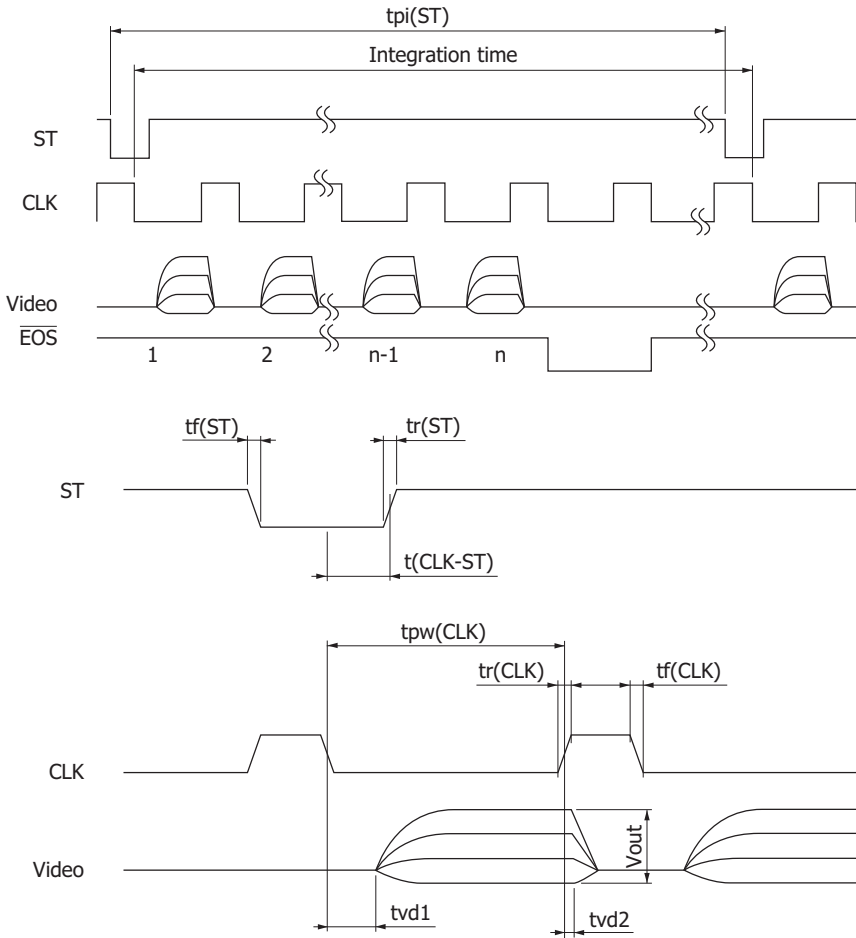 tpi(ST)
Integration time
ST
CLK
Video
EOS
1 2 n-1 n
tf(ST) tr(ST)
ST
t(CLK-ST)
tpw(CLK)
tr(CLK) tf(CLK)
CLK
Vout
Video
tvd1 tvd2